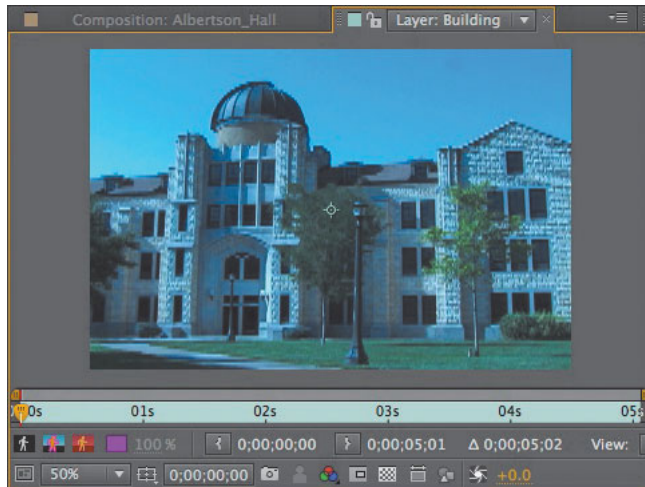 Composition: Albertson_Hall Layer: Building
0s 01s 02s 03s 04s 05s
100 % 0;00;00;00 0;00;05;01 Δ 0;00;05;02 View:
50% 0;00;00;00 +0.0